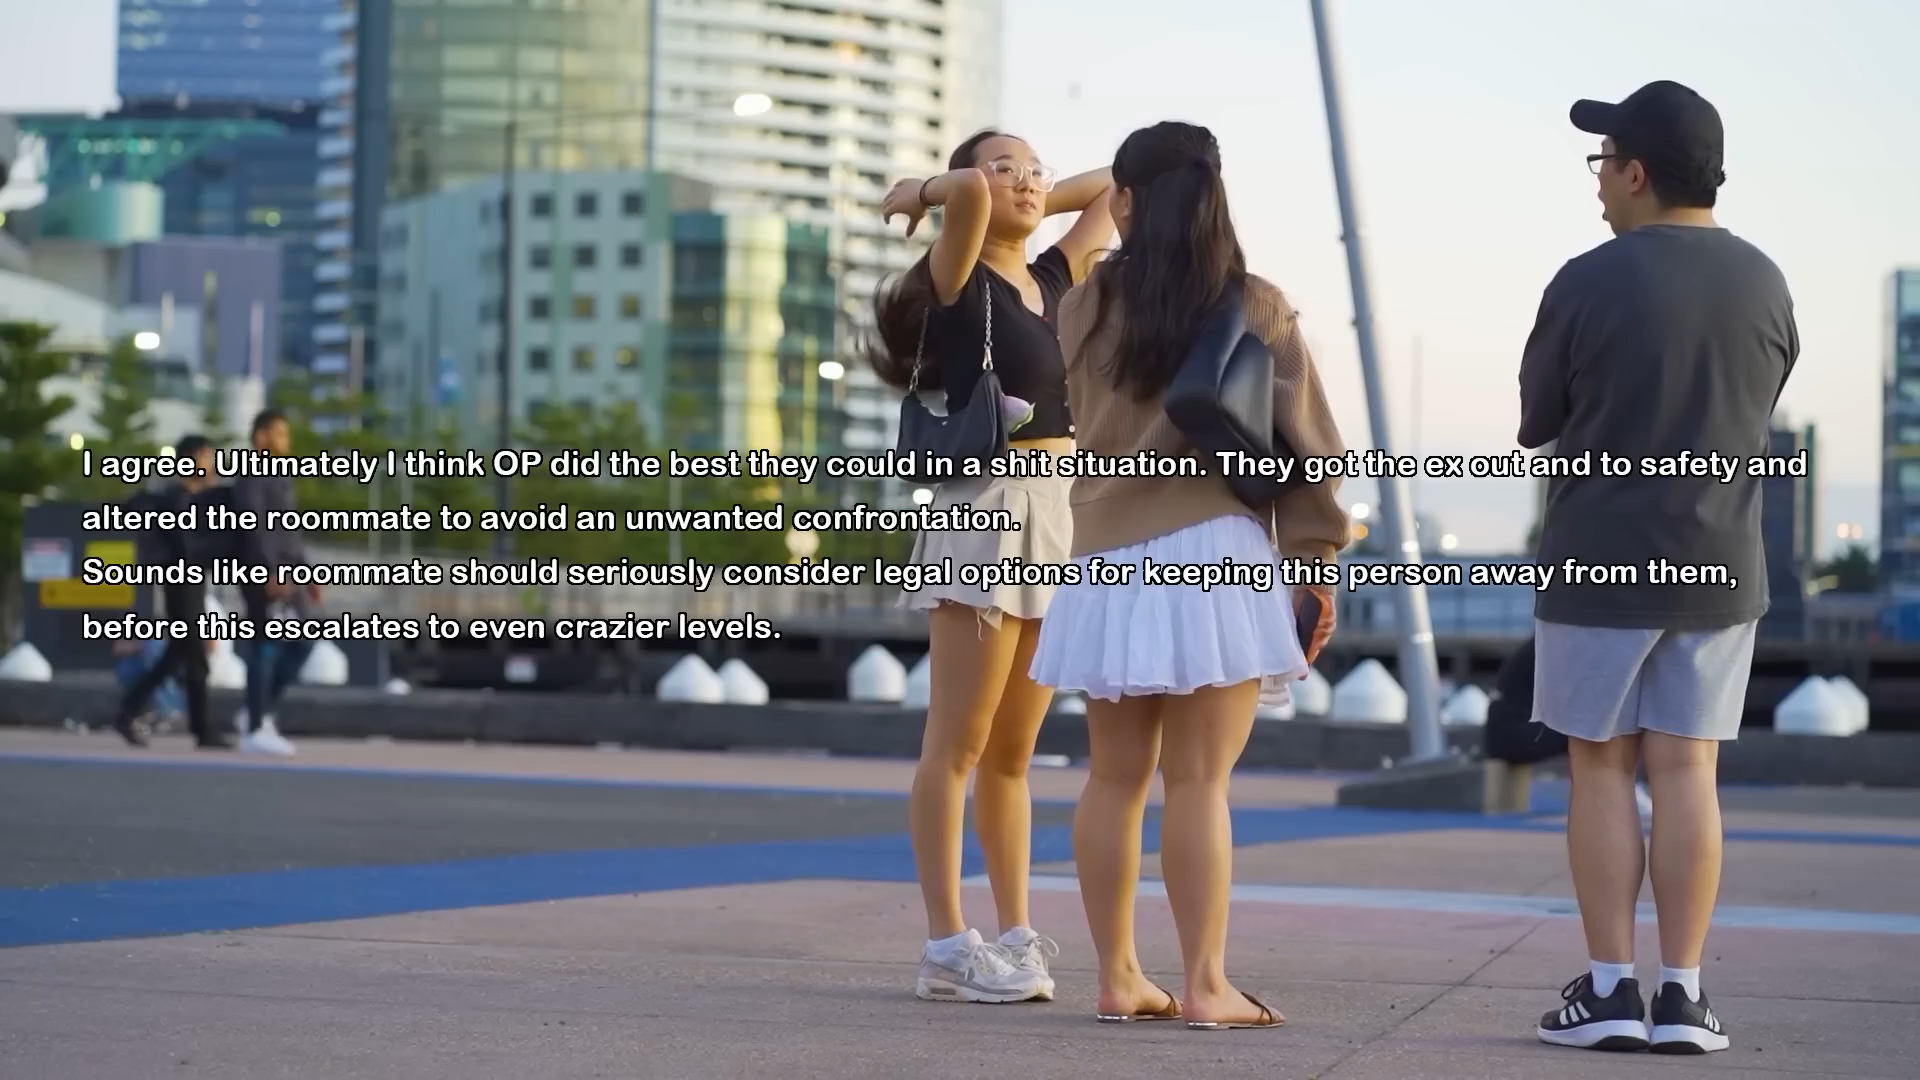 I agree. Ultimately I think OP did the best they could in a shit situation. They got the ex out and to safety and
altered the roommate to avoid an unwanted confrontation.
Sounds like roommate should seriously consider legal options for keeping this person away from them,
before this escalates to even crazier levels.